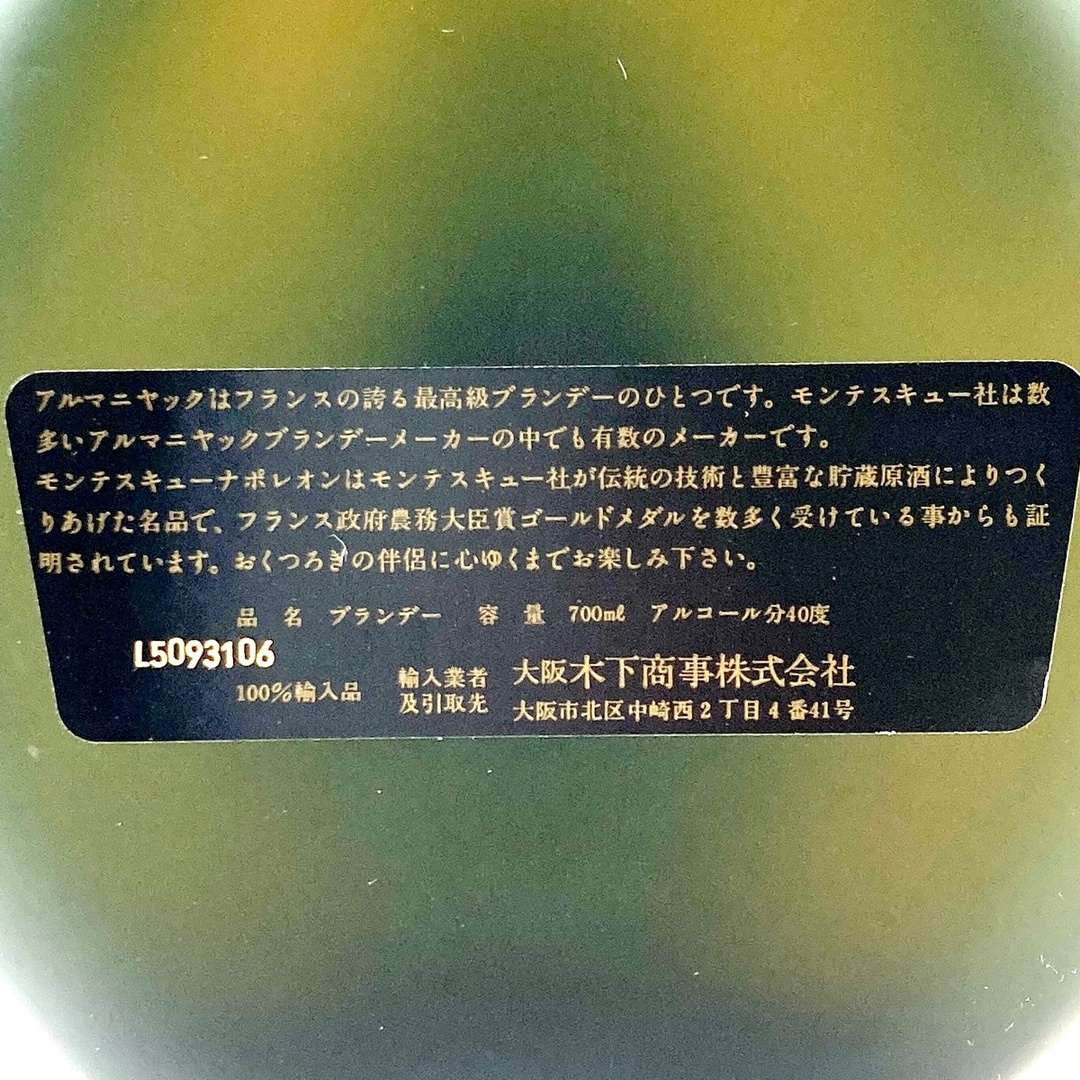 アルマニヤックはフランスの誇る最高級ブランデーのひとつです。モンテスキュー社は数
多いアルマニヤックブランデーメーカーの中でも有数のメーカーです。
モンテスキューナポレオンはモンテスキュー社が伝統の技術と豊富な貯蔵原酒によりつく
りあげた名品で、フランス政府農務大臣賞ゴールドメダルを数多く受けている事からも証
明されています。おくつろぎの伴侶に心ゆくまでお楽しみ下さい。
品名 ブランデー 容量 700mℓ アルコール分40度
L5093106
100%輸入品
輸入業者 大阪木下商事株式会社
及引取先 大阪市北区中崎西2丁目4番41号